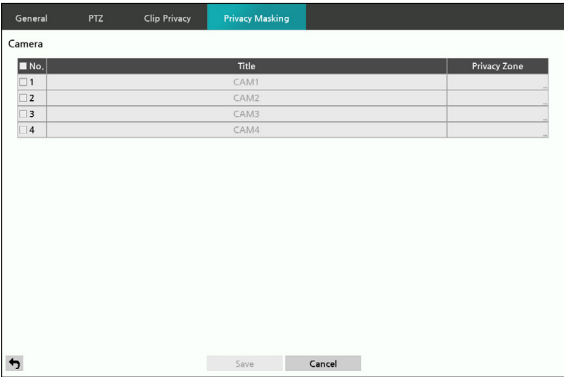 General PTZ Clip Privacy Privacy Masking
Camera
No. Title Privacy Zone
1 CAM1 ...
2 CAM2 ...
3 CAM3 ...
4 CAM4 ...
Save Cancel